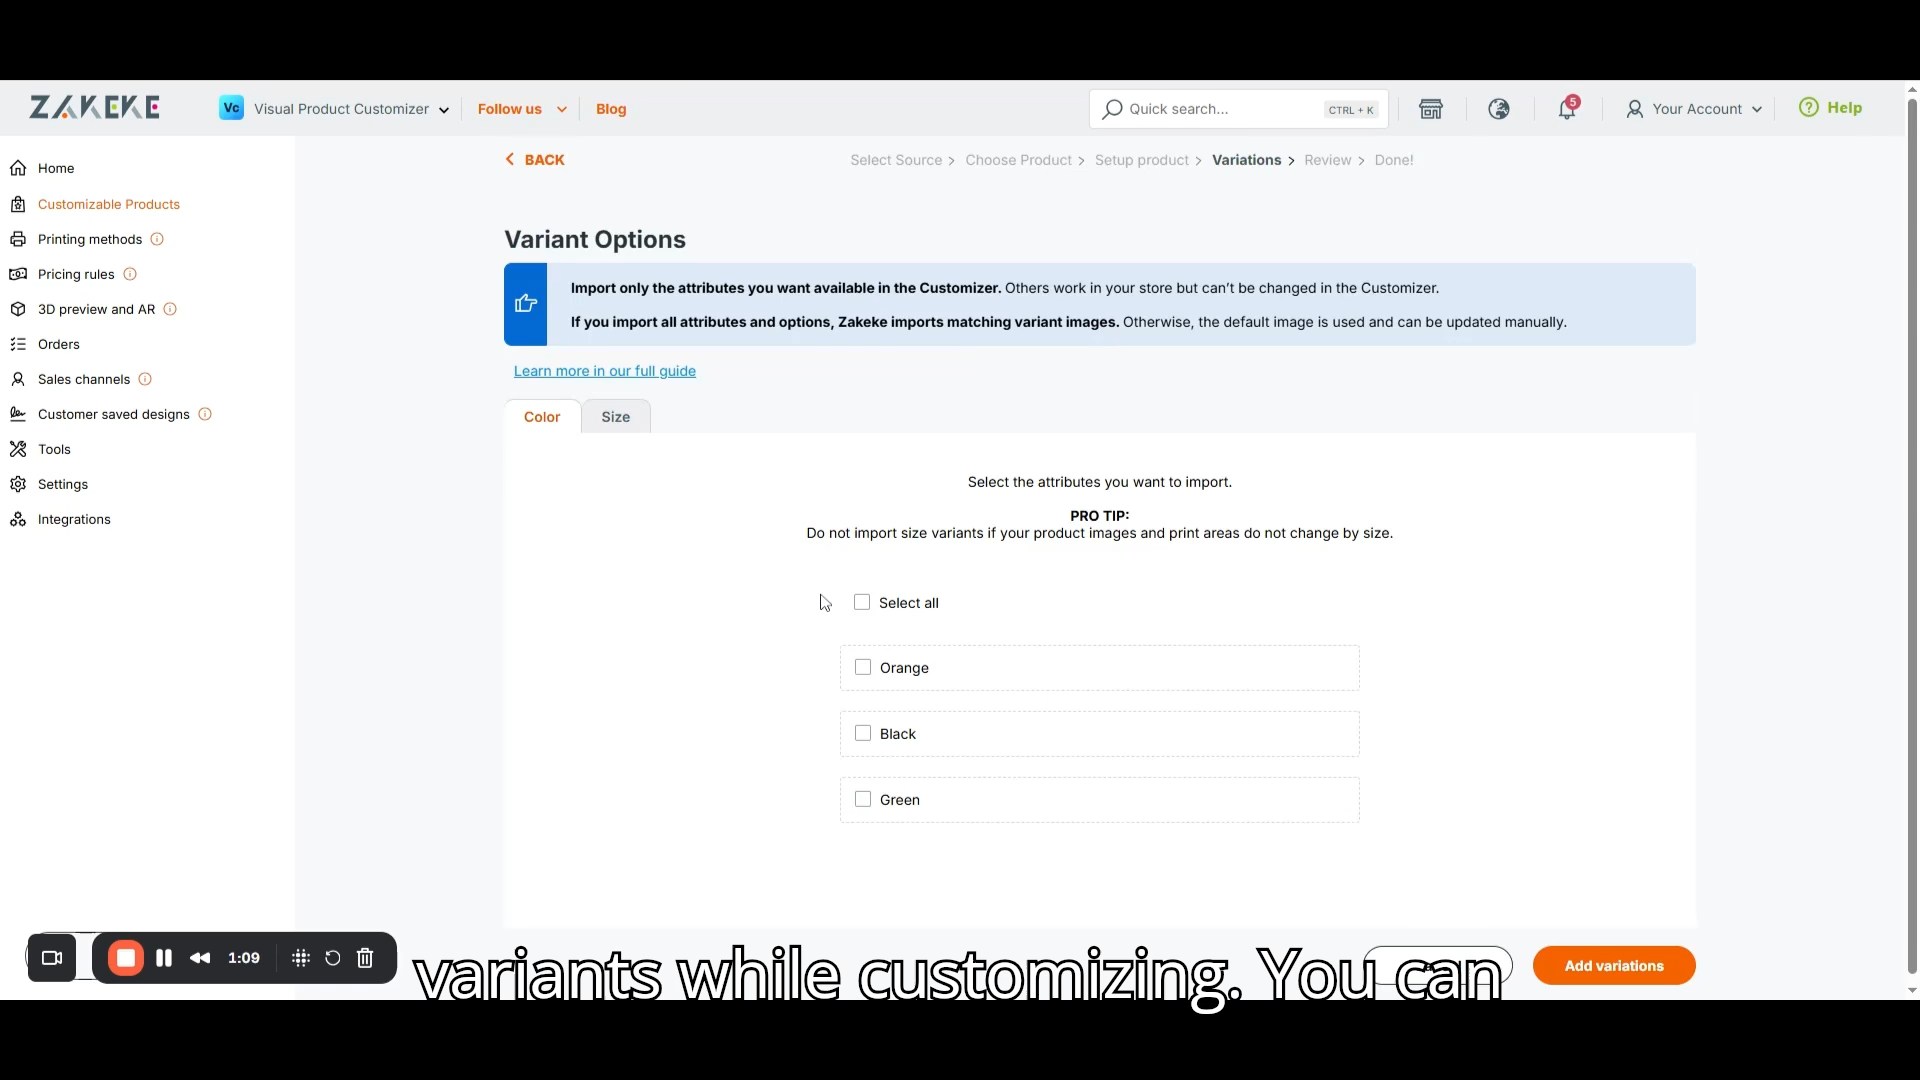 ZAKEKE
Vc Visual Product Customizer
Follow us
Blog
Quick search...
CTRL + K
5
Your Account
Help
Home
Customizable Products
Printing methods
Pricing rules
3D preview and AR
Orders
Sales channels
Customer saved designs
Tools
Settings
Integrations
BACK
Select Source > Choose Product > Setup product > Variations > Review > Done!
Variant Options
Import only the attributes you want available in the Customizer. Others work in your store but can't be changed in the Customizer.
If you import all attributes and options, Zakeke imports matching variant images. Otherwise, the default image is used and can be updated manually.
Learn more in our full guide
Color
Size
Select the attributes you want to import.
PRO TIP:
Do not import size variants if your product images and print areas do not change by size.
Select all
Orange
Black
Green
1:09
variants while customizing. You can
Add variations